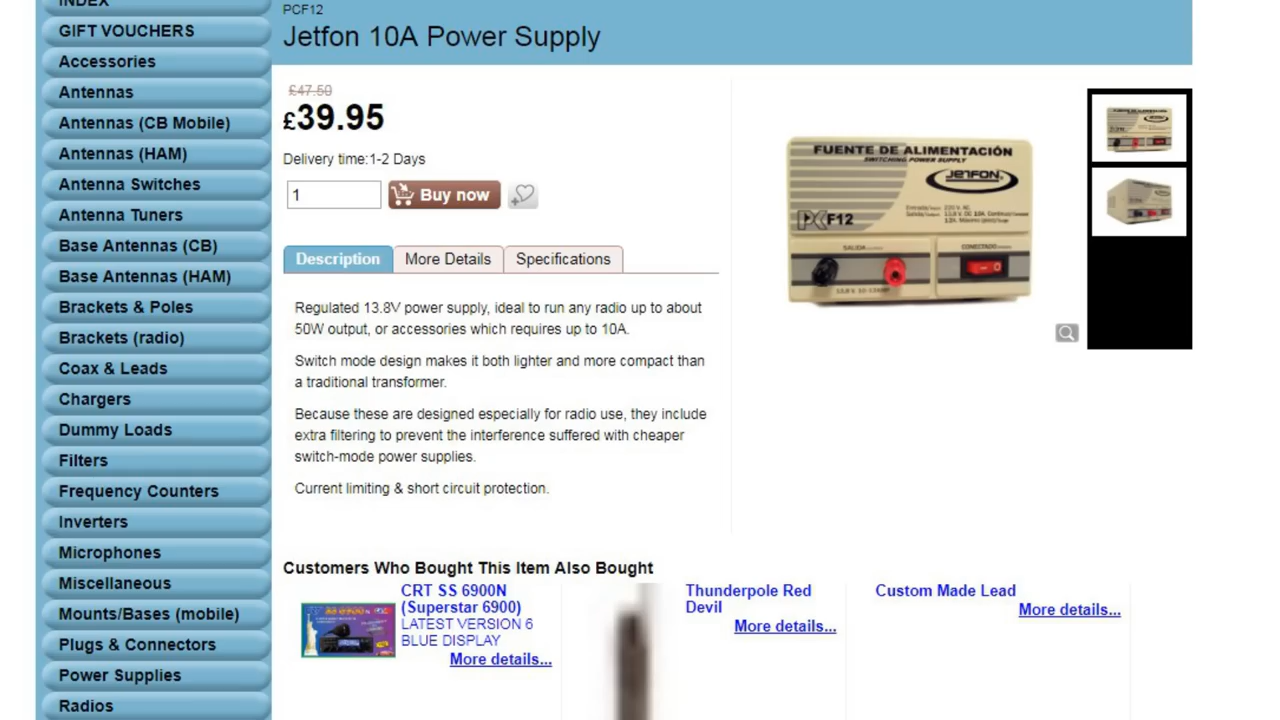 INDEX
GIFT VOUCHERS
Accessories
Antennas
Antennas (CB Mobile)
Antennas (HAM)
Antenna Switches
Antenna Tuners
Base Antennas (CB)
Base Antennas (HAM)
Brackets & Poles
Brackets (radio)
Coax & Leads
Chargers
Dummy Loads
Filters
Frequency Counters
Inverters
Microphones
Miscellaneous
Mounts/Bases (mobile)
Plugs & Connectors
Power Supplies
Radios
PCF12
Jetfon 10A Power Supply
£47.50
£39.95
Delivery time:1-2 Days
1
Buy now
Description
More Details
Specifications
Regulated 13.8V power supply, ideal to run any radio up to about
50W output, or accessories which requires up to 10A.
Switch mode design makes it both lighter and more compact than
a traditional transformer.
Because these are designed especially for radio use, they include
extra filtering to prevent the interference suffered with cheaper
switch-mode power supplies.
Current limiting & short circuit protection.
FUENTE DE ALIMENTACIÓN
SWITCHING POWER SUPPLY
JETFON
PCF12
SALIDA
CONECTADO
Customers Who Bought This Item Also Bought
CRT SS 6900N
(Superstar 6900)
LATEST VERSION 6
BLUE DISPLAY
More details...
Thunderpole Red
Devil
More details...
Custom Made Lead
More details...